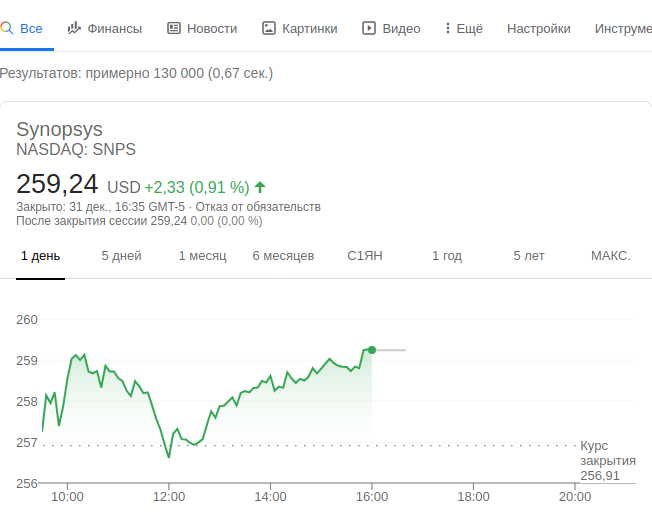 Все Финансы Новости Картинки Видео Ещё Настройки Инструме
Результатов: примерно 130 000 (0,67 сек.)
Synopsys
NASDAQ: SNPS
259,24 USD +2,33 (0,91 %)
Закрыто: 31 дек., 16:35 GMT-5 · Отказ от обязательств
После закрытия сессии 259,24 0,00 (0,00 %)
1 день 5 дней 1 месяц 6 месяцев С1ЯН 1 год 5 лет МАКС.
260
259
258
257
256
Курс
закрытия
256,91
10:00 12:00 14:00 16:00 18:00 20:00